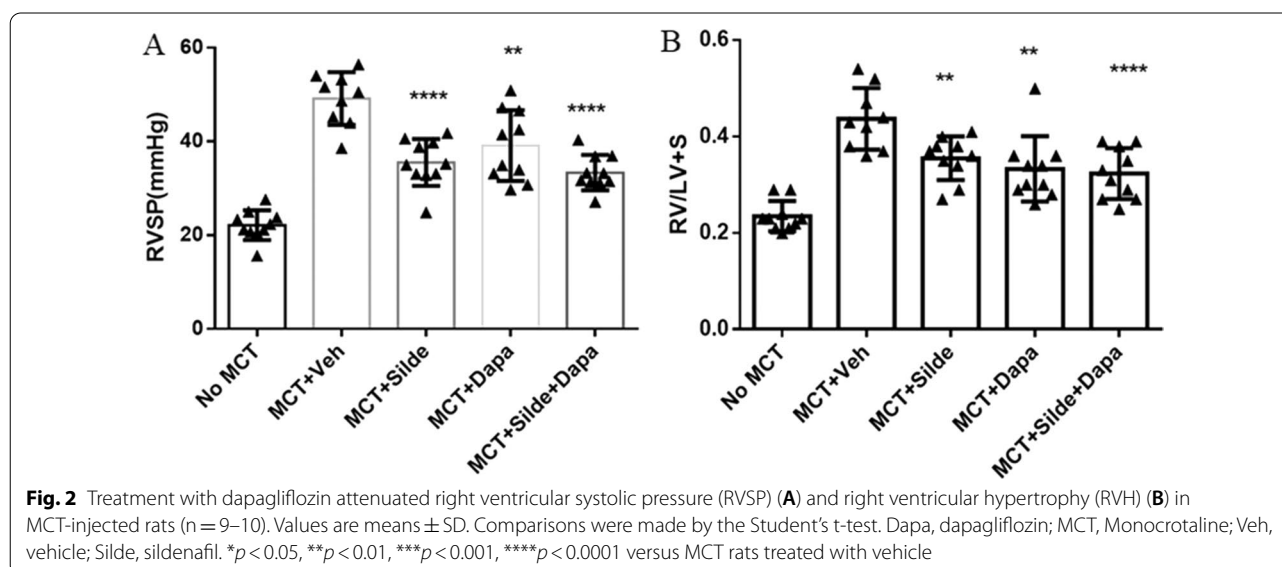 A
RVSP(mmHg)
60
40
20
0
****
**
****
No MCT
MCT+Veh
MCT+Silde
MCT+Dapa
MCT+Silde+Dapa
B
RV/LV+S
0.6
0.4
0.2
0.0
**
**
****
No MCT
MCT+Veh
MCT+Silde
MCT+Dapa
MCT+Silde+Dapa
Fig. 2 Treatment with dapagliflozin attenuated right ventricular systolic pressure (RVSP) (A) and right ventricular hypertrophy (RVH) (B) in
MCT-injected rats (n = 9–10). Values are means ± SD. Comparisons were made by the Student's t-test. Dapa, dapagliflozin; MCT, Monocrotaline; Veh,
vehicle; Silde, sildenafil. *p < 0.05, **p < 0.01, ***p < 0.001, ****p < 0.0001 versus MCT rats treated with vehicle